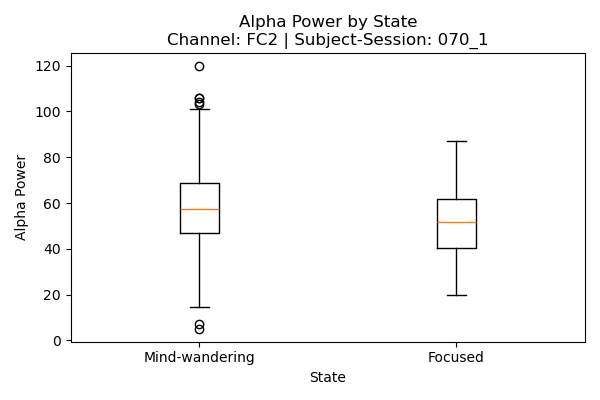 Alpha Power by State
Channel: FC2 | Subject-Session: 070_1
Alpha Power
120
100
80
60
40
20
0
Mind-wandering
Focused
State